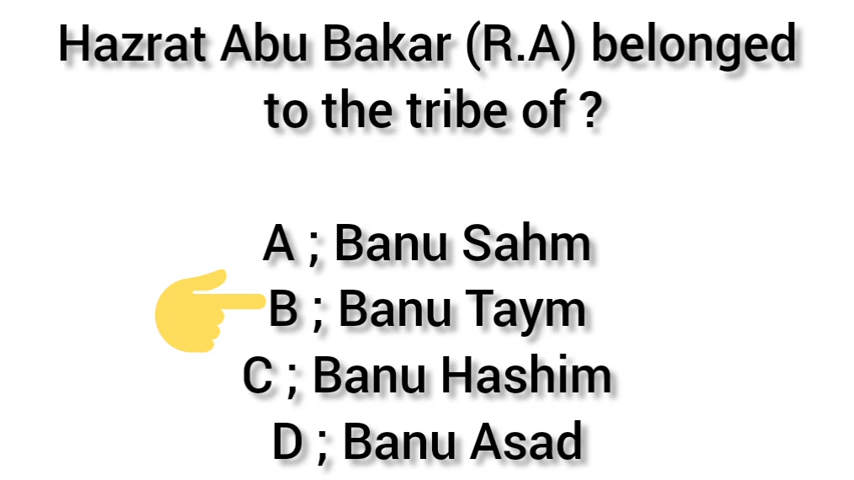 Hazrat Abu Bakar (R.A) belonged
to the tribe of ?
A ; Banu Sahm
B ; Banu Taym
C ; Banu Hashim
D ; Banu Asad